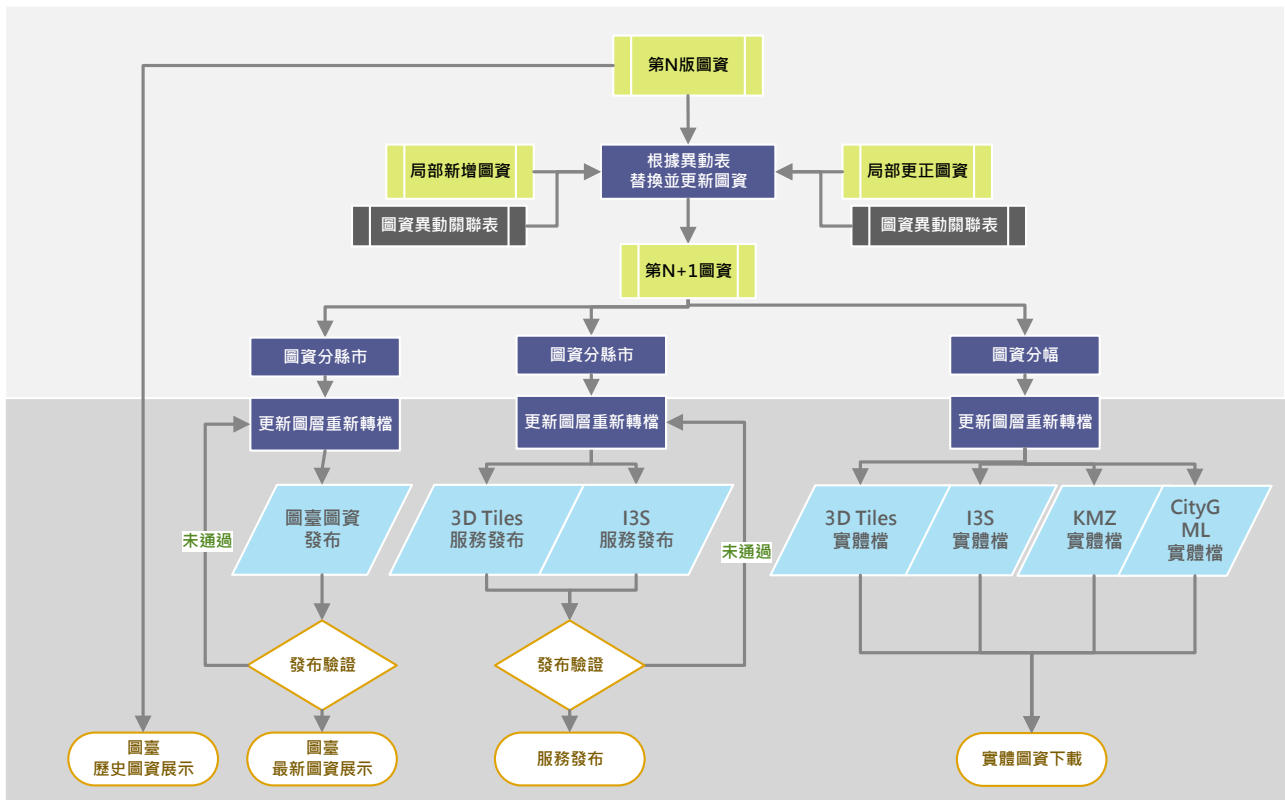 第N版圖資
局部新增圖資
根據異動表
替換並更新圖資
局部更正圖資
圖資異動關聯表
圖資異動關聯表
第N+1圖資
圖資分縣市
圖資分縣市
圖資分幅
更新圖層重新轉檔
更新圖層重新轉檔
更新圖層重新轉檔
圖臺圖資
發布
3D Tiles
服務發布
I3S
服務發布
3D Tiles
實體檔
I3S
實體檔
KMZ
實體檔
CityG
ML
實體檔
未通過
未通過
發布驗證
發布驗證
圖臺
歷史圖資展示
圖臺
最新圖資展示
服務發布
實體圖資下載